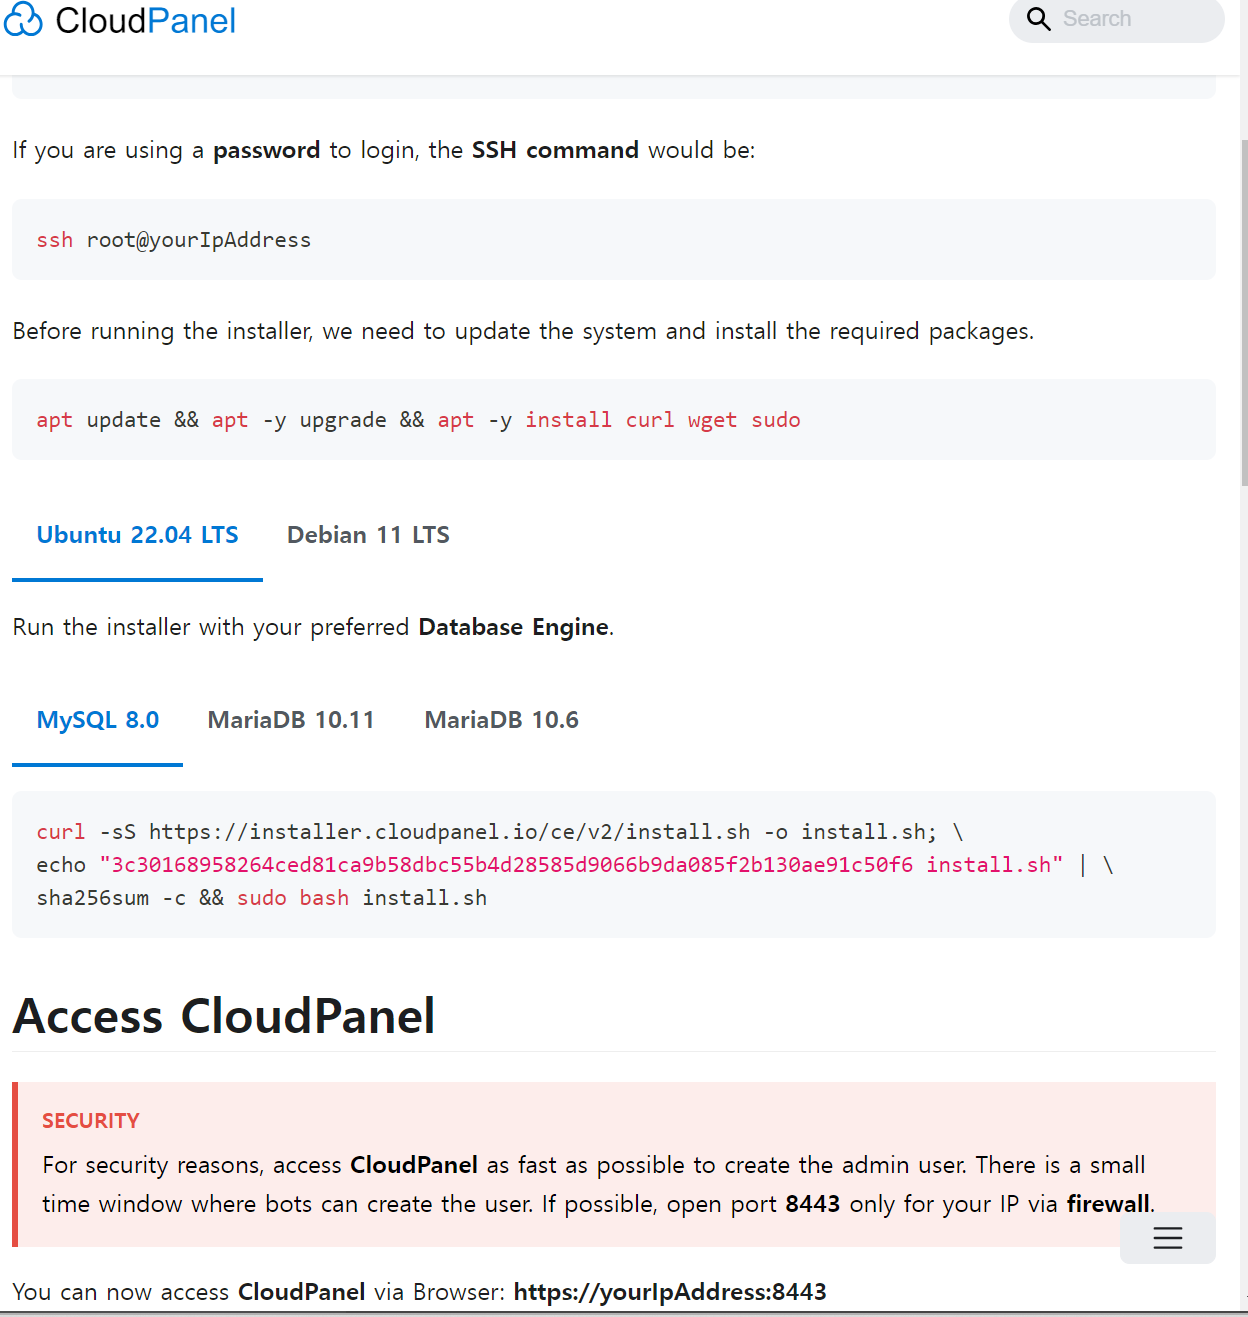 CloudPanel
Search
If you are using a password to login, the SSH command would be:
ssh root@yourIpAddress
Before running the installer, we need to update the system and install the required packages.
apt update && apt -y upgrade && apt -y install curl wget sudo
Ubuntu 22.04 LTS Debian 11 LTS
Run the installer with your preferred Database Engine.
MySQL 8.0 MariaDB 10.11 MariaDB 10.6
curl -sS https://installer.cloudpanel.io/ce/v2/install.sh -o install.sh; \
echo "3c30168958264ced81ca9b58dbc55b4d28585d9066b9da085f2b130ae91c50f6 install.sh" | \
sha256sum -c && sudo bash install.sh
Access CloudPanel
SECURITY
For security reasons, access CloudPanel as fast as possible to create the admin user. There is a small
time window where bots can create the user. If possible, open port 8443 only for your IP via firewall.
You can now access CloudPanel via Browser: https://yourIpAddress:8443